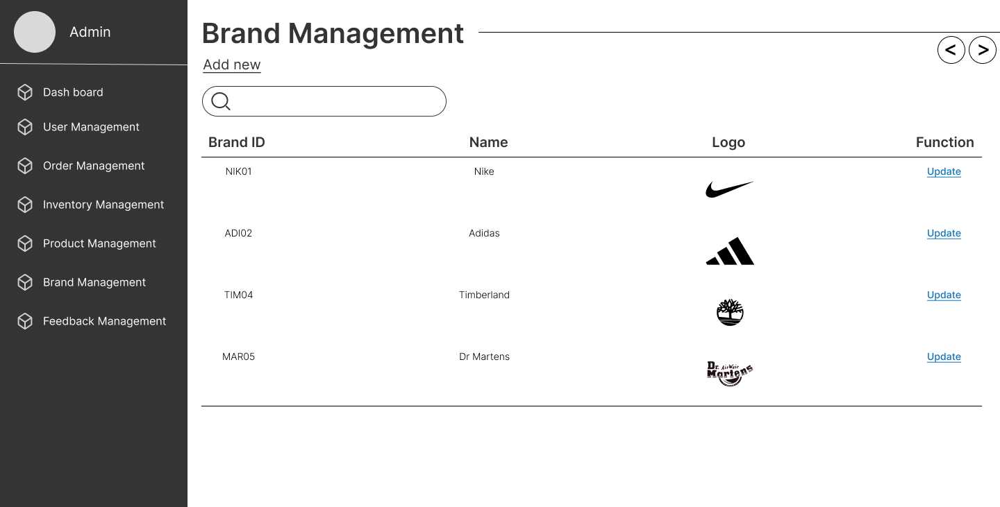 Admin
Dash board
User Management
Order Management
Inventory Management
Product Management
Brand Management
Feedback Management
Brand Management
< >
Add new
Brand ID Name Logo Function
NIK01 Nike Update
ADI02 Adidas Update
TIM04 Timberland Update
MAR05 Dr Martens Update
Dr. AirWair
Martens